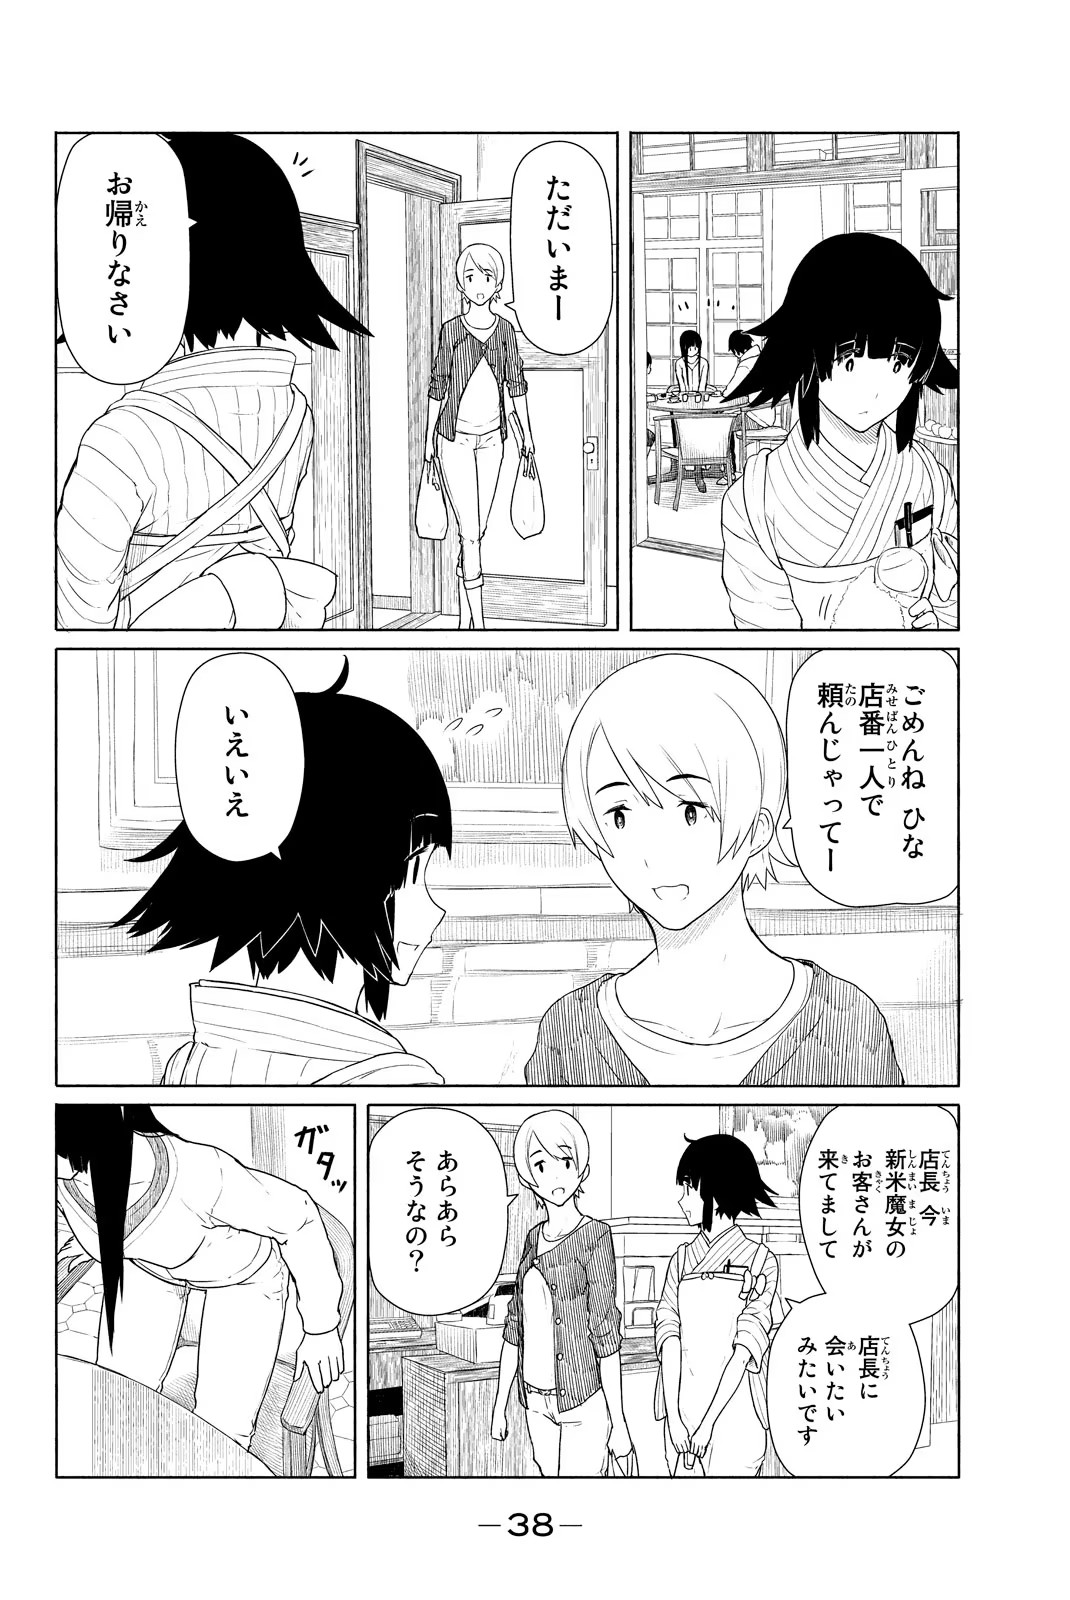 ただいまー
お帰りなさい
ごめんね ひな
店番一人で
頼んじゃってー
いえいえ
店長 今
新米魔女の
お客さんが
来てまして
店長に
会いたい
みたいです
あらあら
そうなの？
ガタッ
—38—